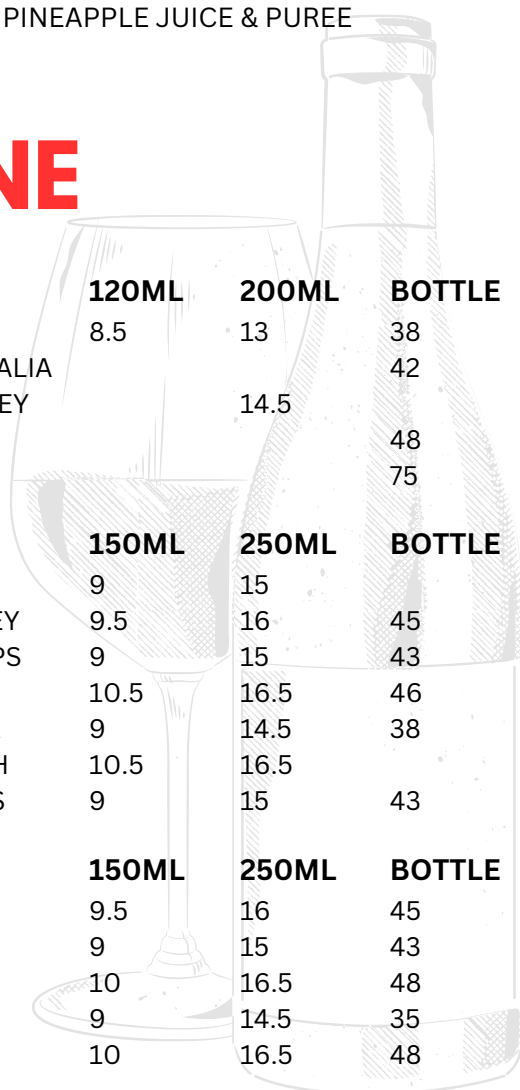 PINEAPPLE JUICE & PUREE
NE
120ML 200ML BOTTLE
8.5 13 38
ALIA 42
EY 14.5
48
75
150ML 250ML BOTTLE
9 15
EY 9.5 16 45
PS 9 15 43
10.5 16.5 46
9 14.5 38
H 10.5 16.5
S 9 15 43
150ML 250ML BOTTLE
9.5 16 45
9 15 43
10 16.5 48
9 14.5 35
10 16.5 48